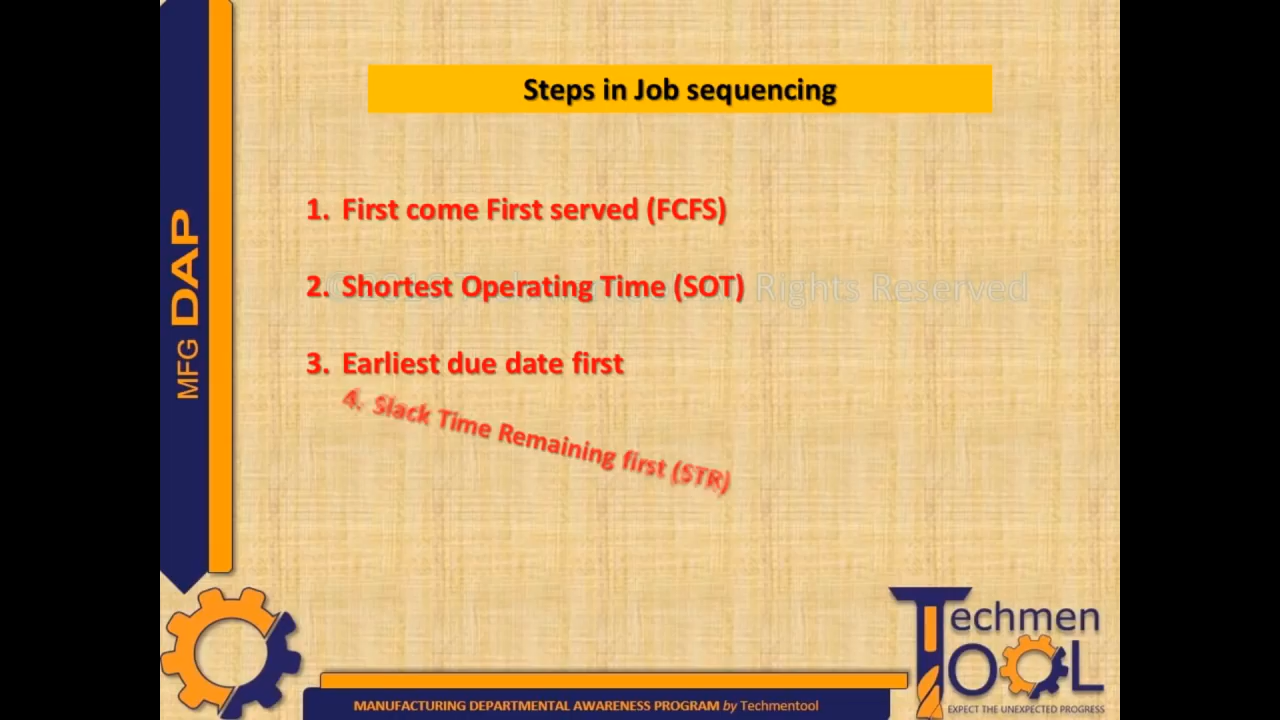 Steps in Job sequencing
1. First come First served (FCFS)
2. Shortest Operating Time (SOT)
Rights Reserved
3. Earliest due date first
4. Slack Time Remaining first (STR)
MFG DAP
Techmen
TOOL
EXPECT THE UNEXPECTED PROGRESS
MANUFACTURING DEPARTMENTAL AWARENESS PROGRAM by Techmentool